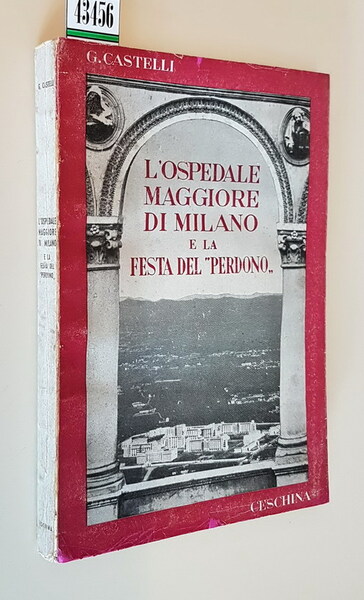 43456
G. CASTELLI
L'OSPEDALE
MAGGIORE
DI MILANO
E LA
FESTA DEL "PERDONO„
CESCHINA
G. CASTELLI
L'OSPEDALE
MAGGIORE
DI MILANO
E LA
FESTA DEL
"PERDONO„
CESCHINA